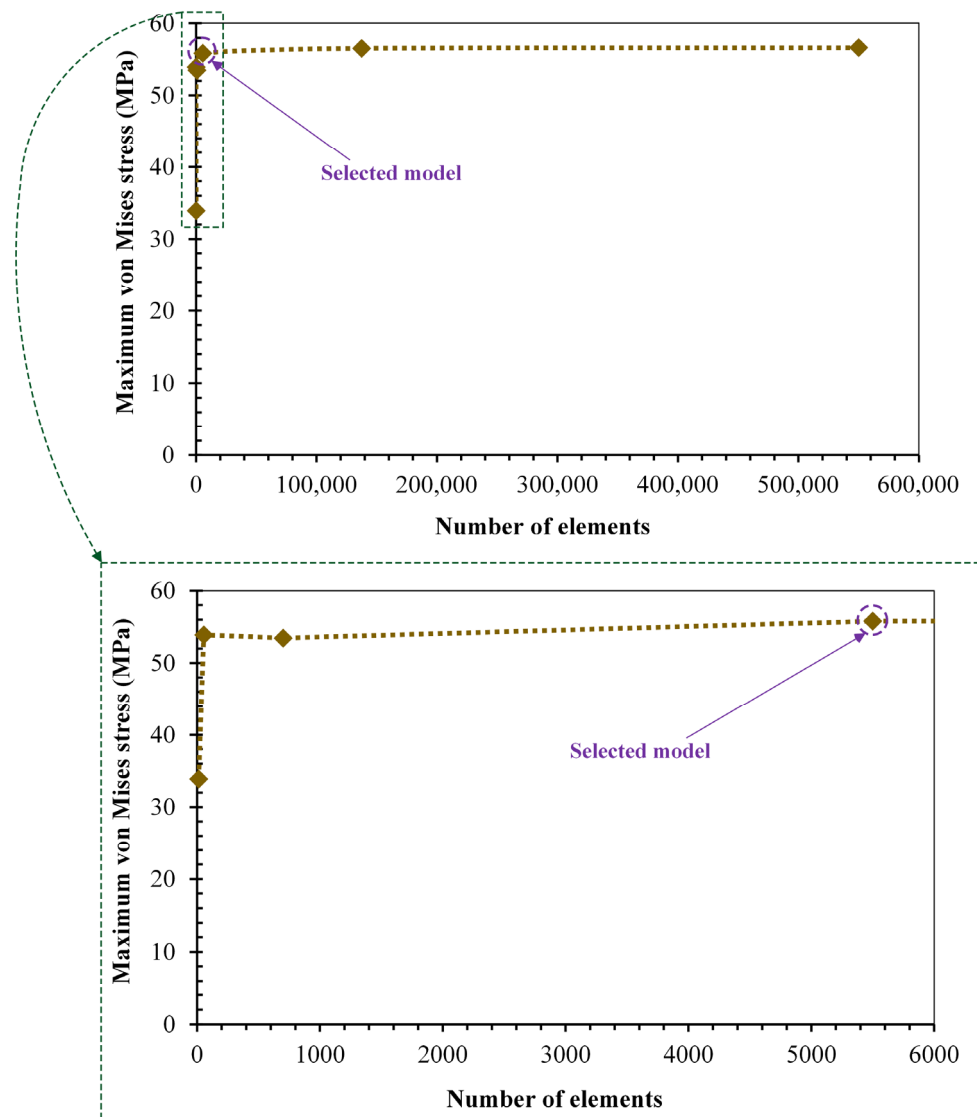 Maximum von Mises stress (MPa)
60
50
40
30
20
10
0
Selected model
0 100,000 200,000 300,000 400,000 500,000 600,000
Number of elements
Maximum von Mises stress (MPa)
60
50
40
30
20
10
0
Selected model
0 1000 2000 3000 4000 5000 6000
Number of elements